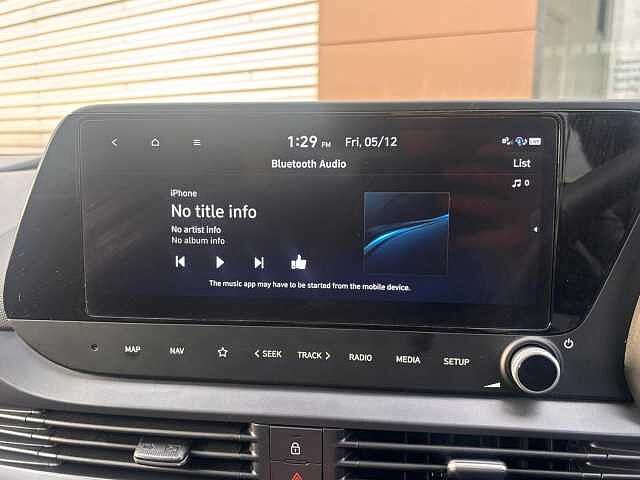 1:29 PM Fri, 05/12
Bluetooth Audio List
0
iPhone
No title info
No artist info
No album info
The music app may have to be started from the mobile device.
MAP NAV < SEEK TRACK > RADIO MEDIA SETUP